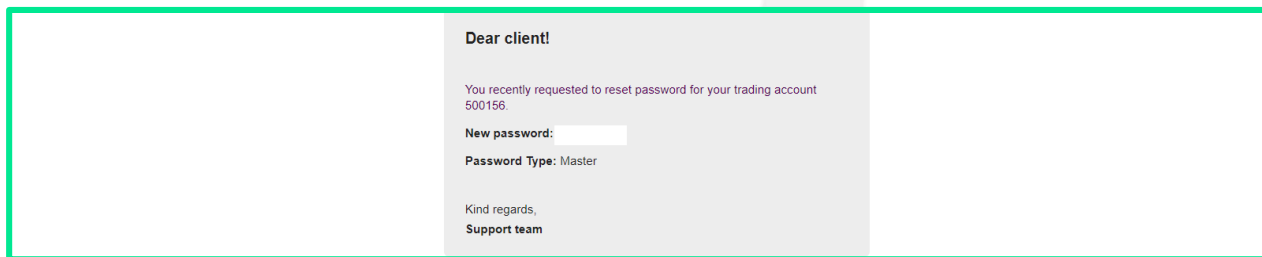 Dear client!
You recently requested to reset password for your trading account
500156.
New password:
Password Type: Master
Kind regards,
Support team